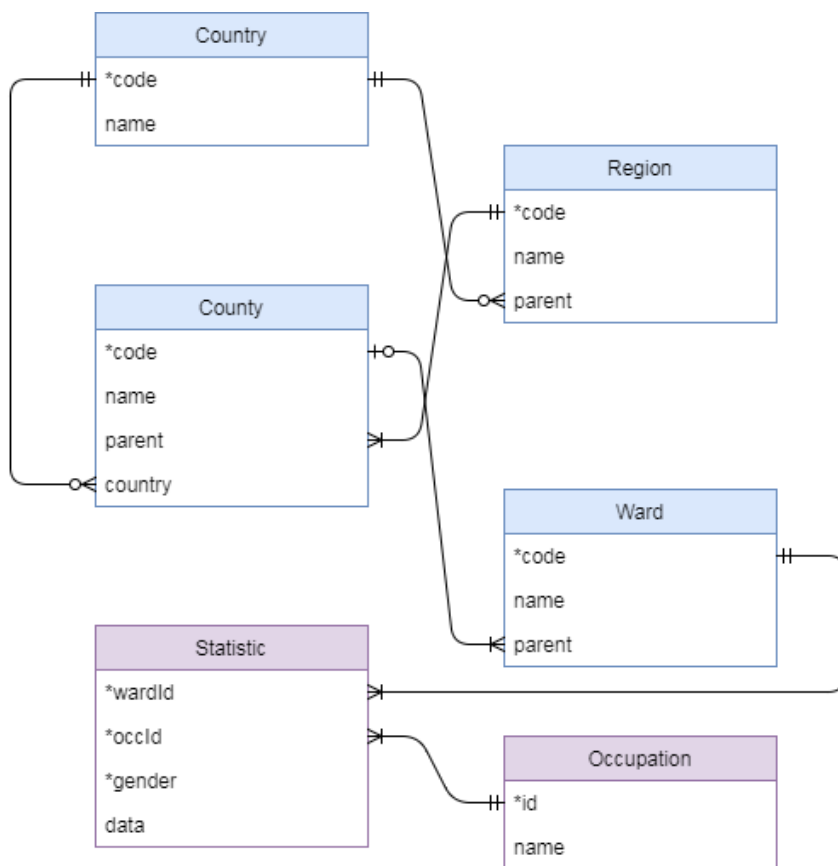 Country
*code
name
Region
*code
name
parent
County
*code
name
parent
country
Ward
*code
name
parent
Statistic
*wardId
*occId
*gender
data
Occupation
*id
name